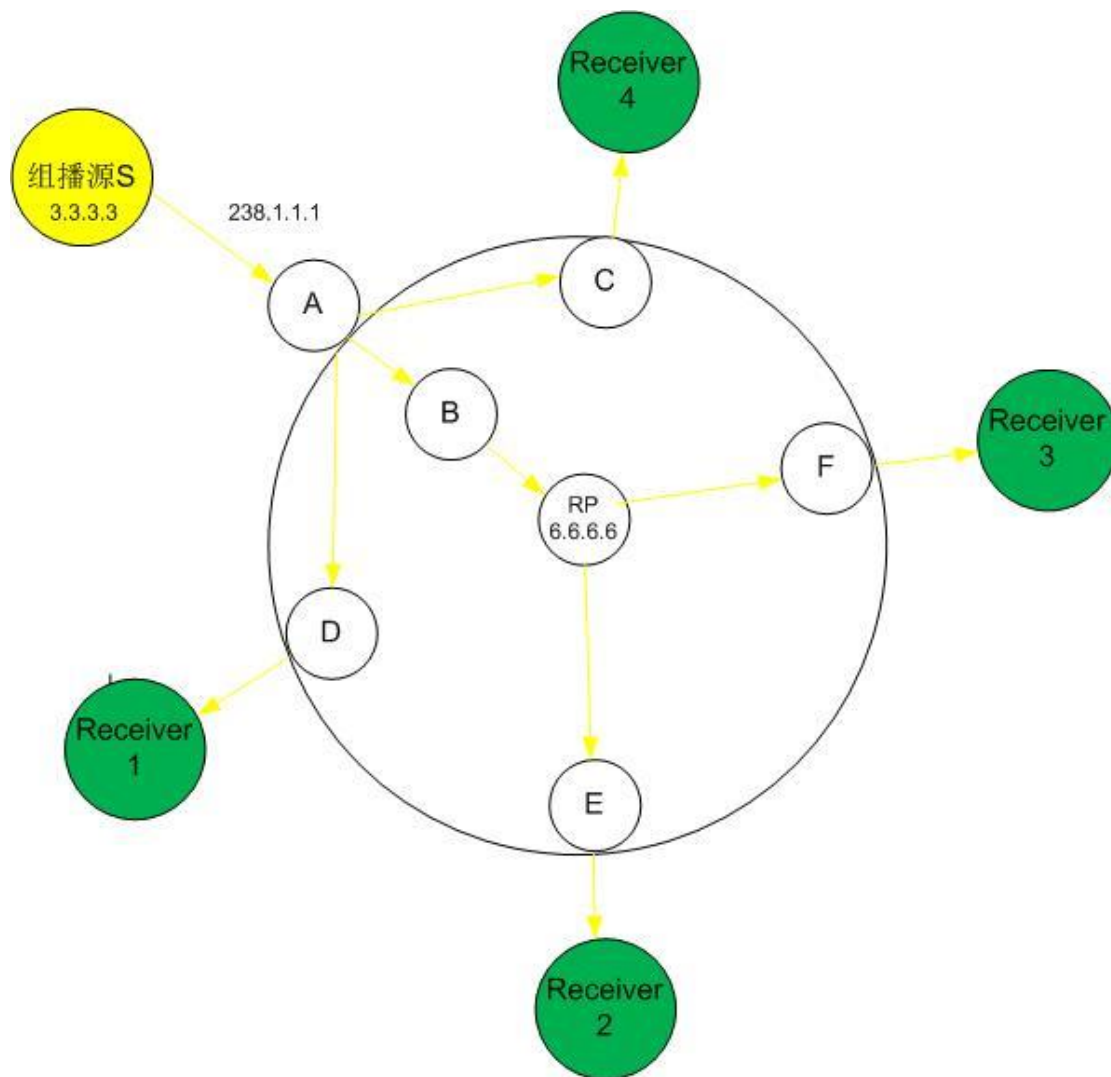 Receiver
4
组播源S
3.3.3.3
238.1.1.1
A
C
B
Receiver
3
F
RP
6.6.6.6
D
Receiver
1
E
Receiver
2